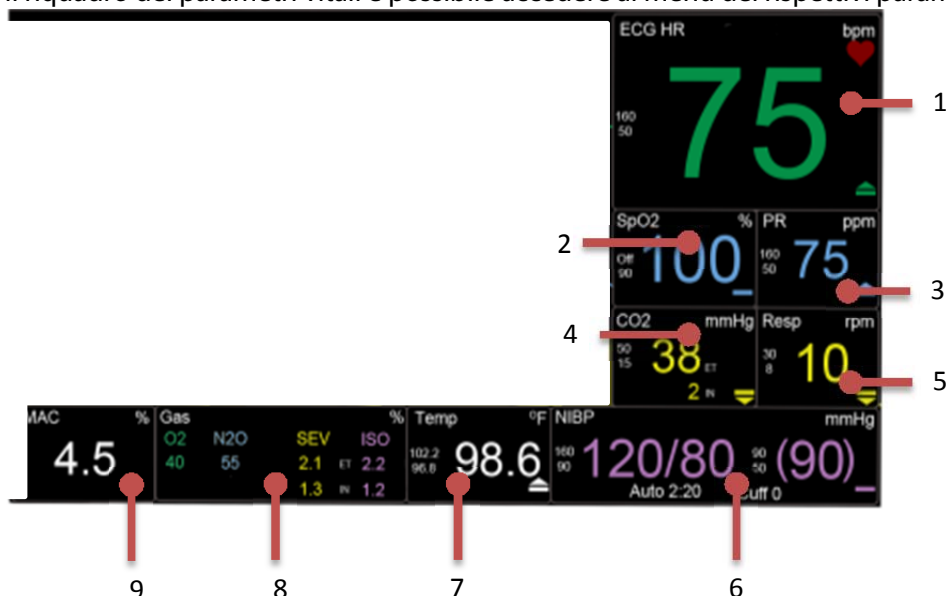 Il riquadro dei parametri vitali è possibile accedere ai menu dei rispettivi param
ECG HR bpm
160
50
75
1
SpO2 %
Off
90
100
2
PR ppm
160
50
75
3
CO2 mmHg
50
15
38 ET
2 IN
4
Resp rpm
30
8
10
5
MAC %
4.5
Gas %
O2 N2O SEV ISO
40 55 2.1 ET 2.2
1.3 IN 1.2
Temp °F
102.2
96.8
98.6
NIBP mmHg
160
90
120/80
90
50
(90)
Auto 2:20 Cuff 0
9 8 7 6